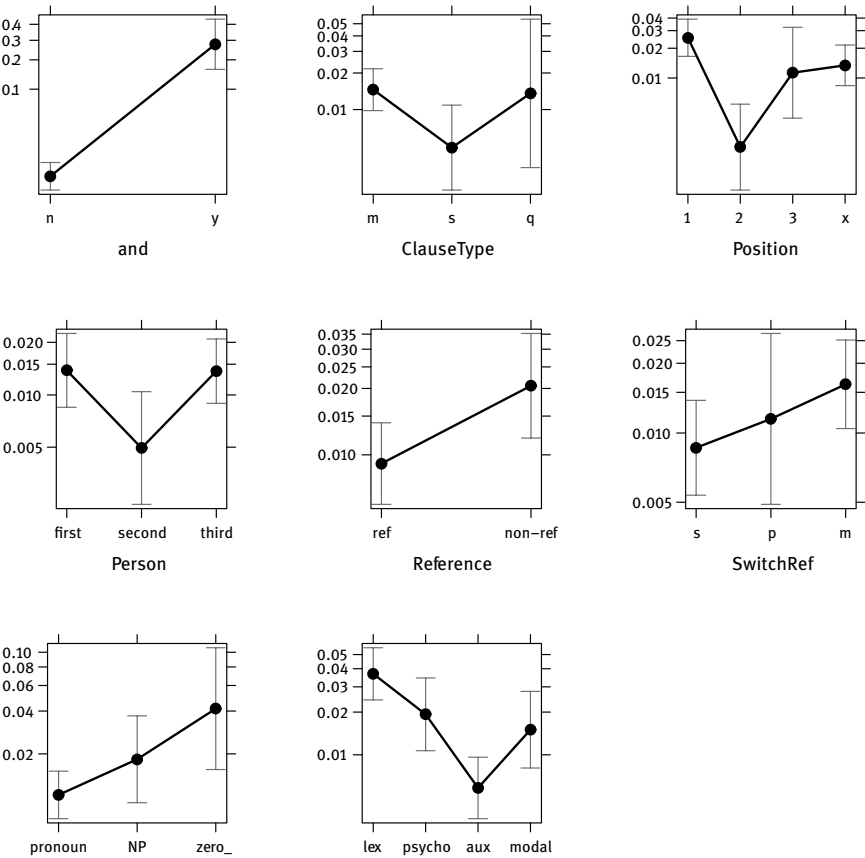 0.4
0.3
0.2
0.1
n y
and
0.05
0.04
0.03
0.02
0.01
m s q
ClauseType
0.04
0.03
0.02
0.01
1 2 3 x
Position
0.020
0.015
0.010
0.005
first second third
Person
0.035
0.030
0.025
0.020
0.015
0.010
ref non−ref
Reference
0.025
0.020
0.015
0.010
0.005
s p m
SwitchRef
0.10
0.08
0.06
0.04
0.02
pronoun NP zero_
0.05
0.04
0.03
0.02
0.01
lex psycho aux modal